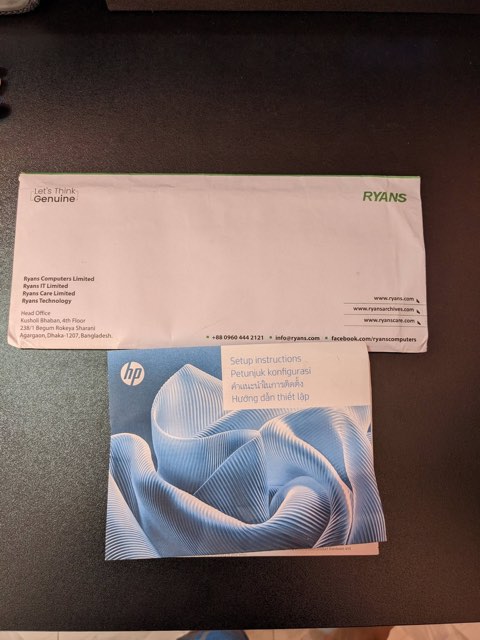 Let's Think
Genuine
RYANS
Ryans Computers Limited
Ryans IT Limited
Ryans Care Limited
Ryans Technology
Head Office
Kusholi Bhaban, 4th Floor
238/1 Begum Rokeya Sharani
Agargaon, Dhaka-1207, Bangladesh.
www.ryans.com
www.ryansarchives.com
www.ryanscare.com
+88 0960 444 2121 info@ryans.com facebook.com/ryanscomputers
hp
Setup instructions
Petunjuk konfigurasi
คำแนะนำในการติดตั้ง
Hướng dẫn thiết lập